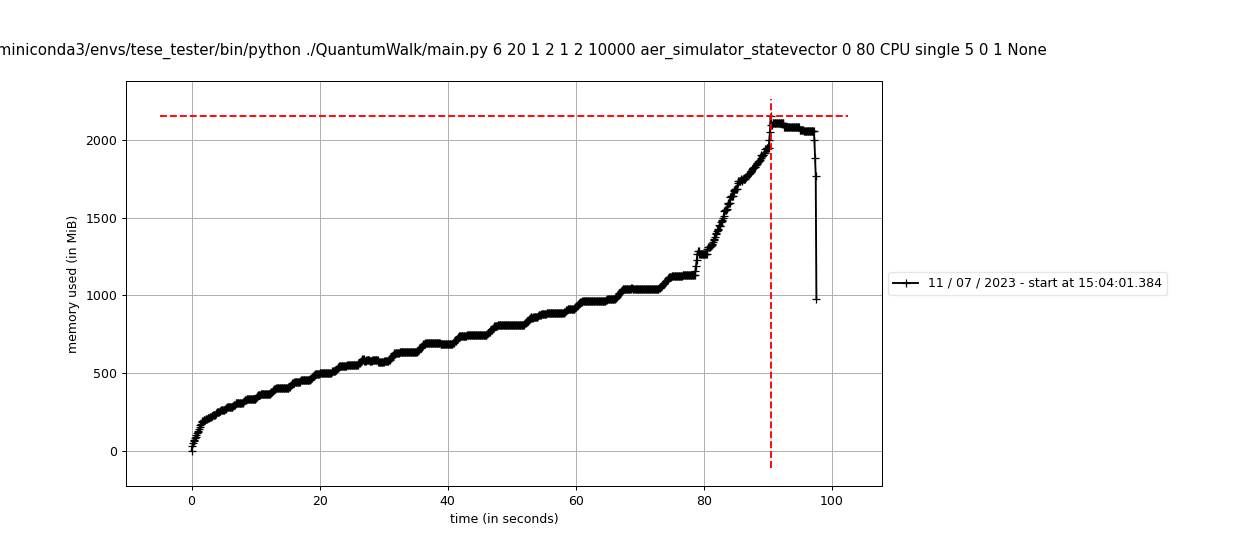 miniconda3/envs/tese_tester/bin/python ./QuantumWalk/main.py 6 20 1 2 1 2 10000 aer_simulator_statevector 0 80 CPU single 5 0 1 None
2000
1500
1000
500
0
memory used (in MiB)
0 20 40 60 80 100
time (in seconds)
11 / 07 / 2023 - start at 15:04:01.384